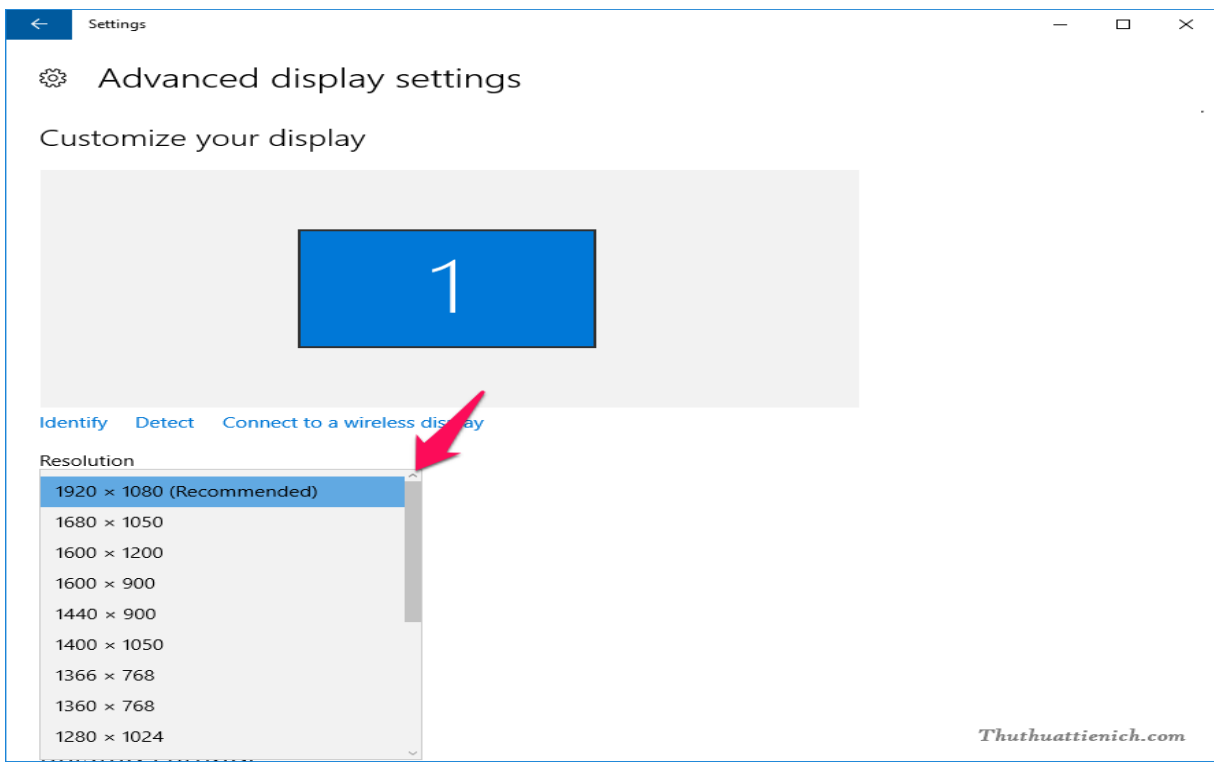 Settings
Advanced display settings
Customize your display
1
Identify Detect Connect to a wireless display
Resolution
1920 × 1080 (Recommended)
1680 × 1050
1600 × 1200
1600 × 900
1440 × 900
1400 × 1050
1366 × 768
1360 × 768
1280 × 1024
Thuthuattienich.com